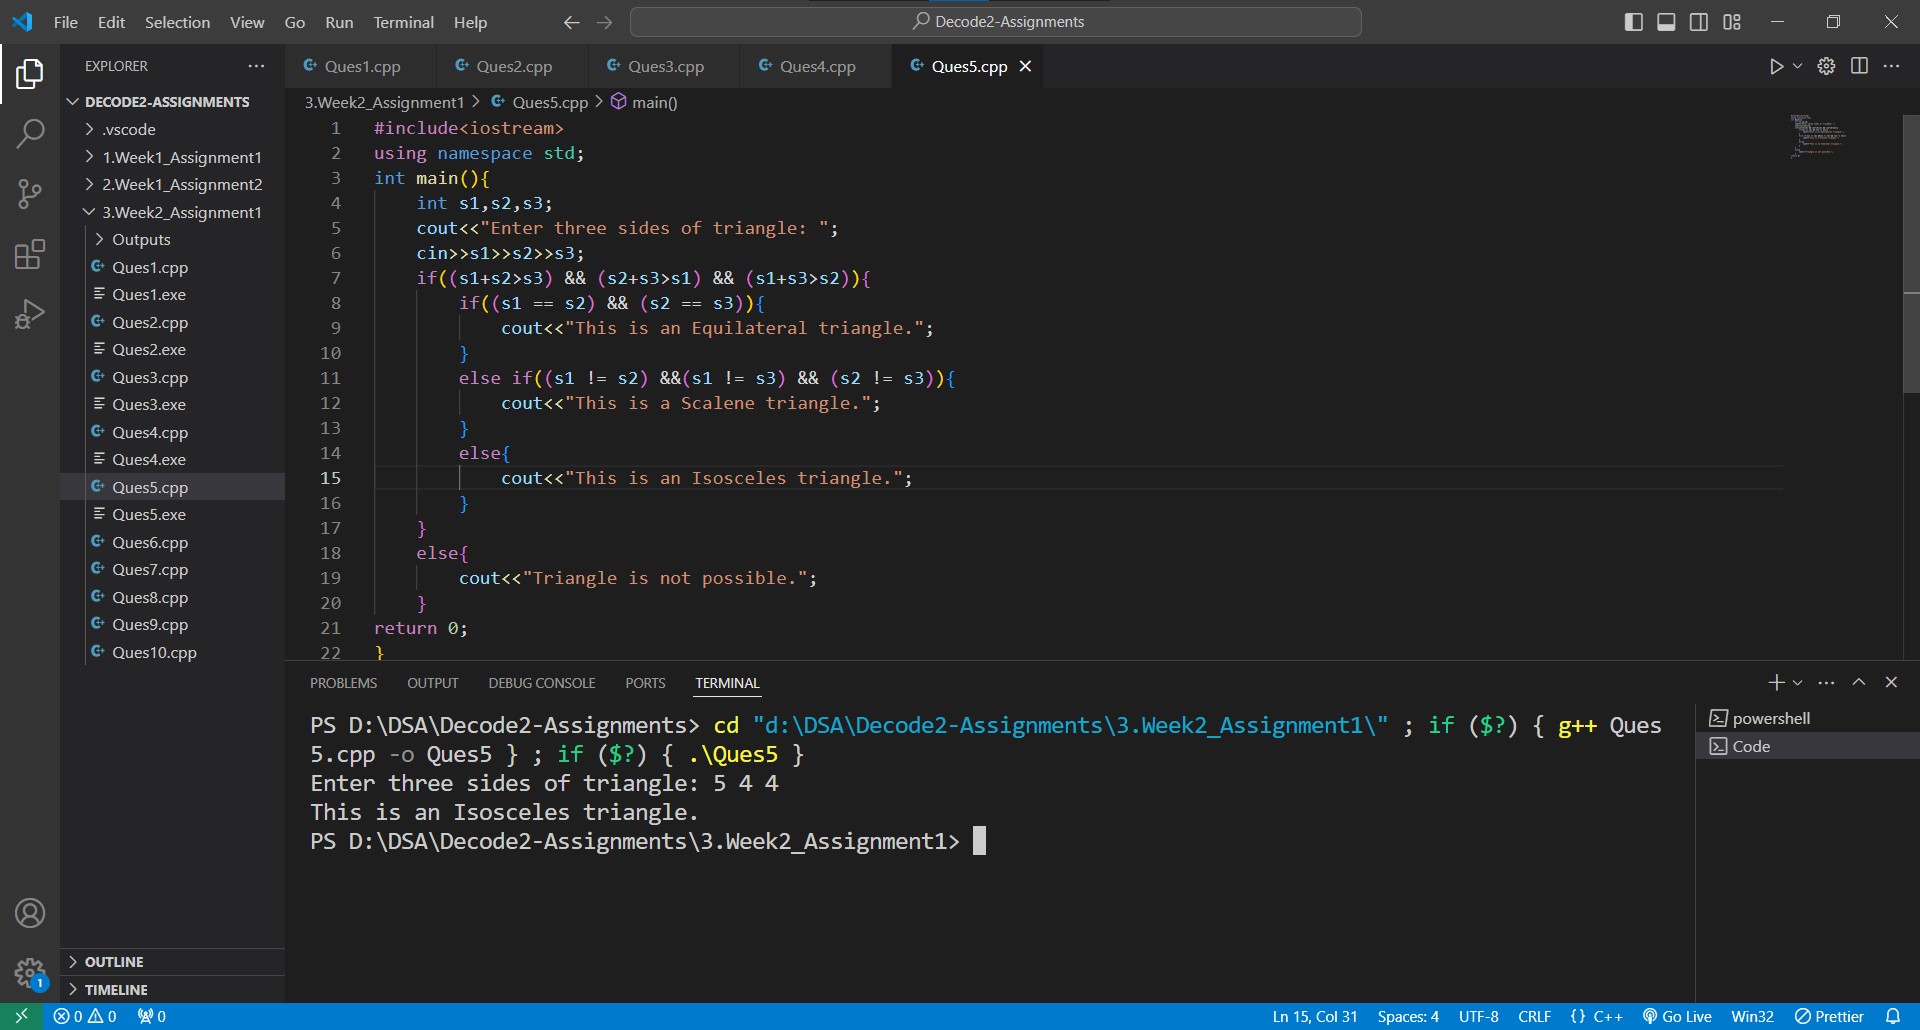 File Edit Selection View Go Run Terminal Help
Decode2-Assignments
EXPLORER
DECODE2-ASSIGNMENTS
.vscode
1.Week1_Assignment1
2.Week1_Assignment2
3.Week2_Assignment1
Outputs
Ques1.cpp
Ques1.exe
Ques2.cpp
Ques2.exe
Ques3.cpp
Ques3.exe
Ques4.cpp
Ques4.exe
Ques5.cpp
Ques5.exe
Ques6.cpp
Ques7.cpp
Ques8.cpp
Ques9.cpp
Ques10.cpp
OUTLINE
TIMELINE
Ques1.cpp Ques2.cpp Ques3.cpp Ques4.cpp Ques5.cpp
3.Week2_Assignment1 > Ques5.cpp > main()
1 #include<iostream>
2 using namespace std;
3 int main(){
4 int s1,s2,s3;
5 cout<<"Enter three sides of triangle: ";
6 cin>>s1>>s2>>s3;
7 if((s1+s2>s3) && (s2+s3>s1) && (s1+s3>s2)){
8 if((s1 == s2) && (s2 == s3)){
9 cout<<"This is an Equilateral triangle.";
10 }
11 else if((s1 != s2) &&(s1 != s3) && (s2 != s3)){
12 cout<<"This is a Scalene triangle.";
13 }
14 else{
15 cout<<"This is an Isosceles triangle.";
16 }
17 }
18 else{
19 cout<<"Triangle is not possible.";
20 }
21 return 0;
22 }
PROBLEMS OUTPUT DEBUG CONSOLE PORTS TERMINAL
PS D:\DSA\Decode2-Assignments> cd "d:\DSA\Decode2-Assignments\3.Week2_Assignment1\" ; if ($?) { g++ Ques
5.cpp -o Ques5 } ; if ($?) { .\Ques5 }
Enter three sides of triangle: 5 4 4
This is an Isosceles triangle.
PS D:\DSA\Decode2-Assignments\3.Week2_Assignment1>
powershell
Code
1
0 0 0 Ln 15, Col 31 Spaces: 4 UTF-8 CRLF {} C++ Go Live Win32 Prettier